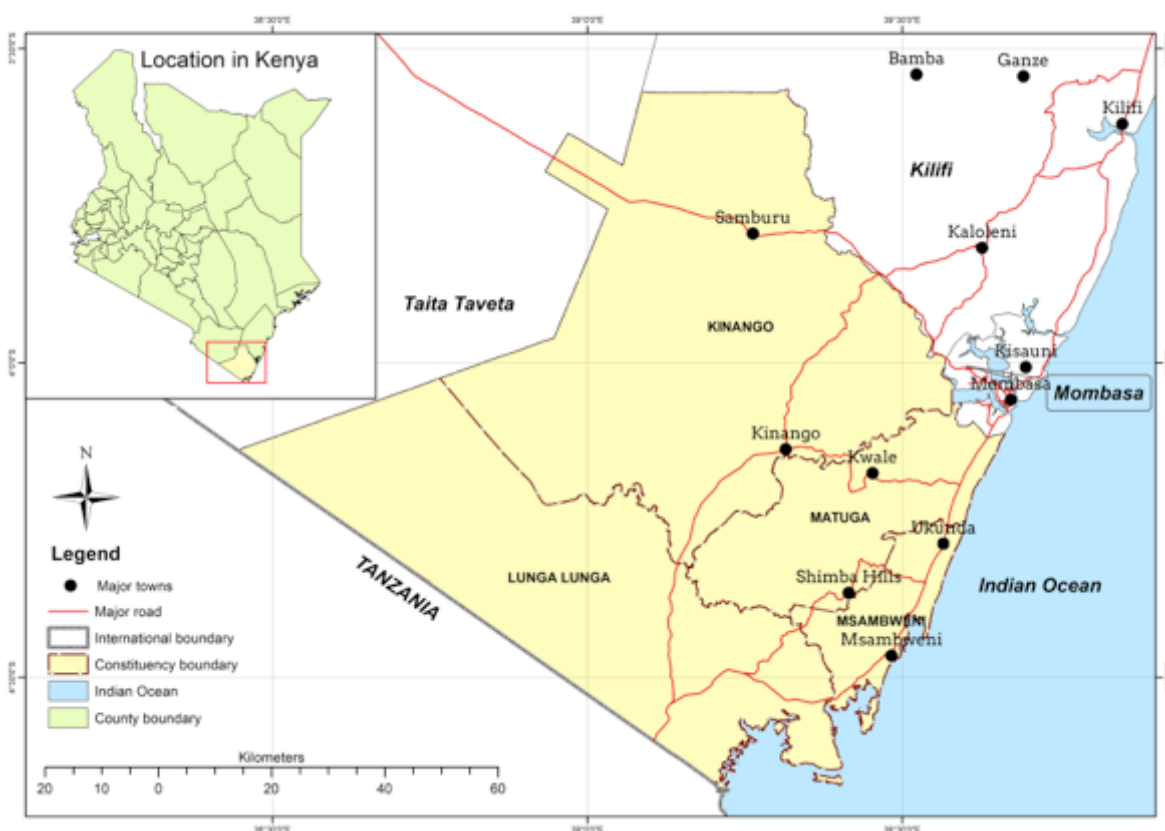 Location in Kenya
Bamba
Ganze
Kilifi
Kilifi
Samburu
Kaloleni
Taita Taveta
KINANGO
Kisauni
Mombasa
Mombasa
Kinango
Kwale
MATUGA
Ukunda
TANZANIA
LUNGA LUNGA
Shimba Hills
Indian Ocean
MSAMBWENI
Msambweni
N
Legend
Major towns
Major road
International boundary
Constituency boundary
Indian Ocean
County boundary
Kilometers
20 10 0 20 40 60